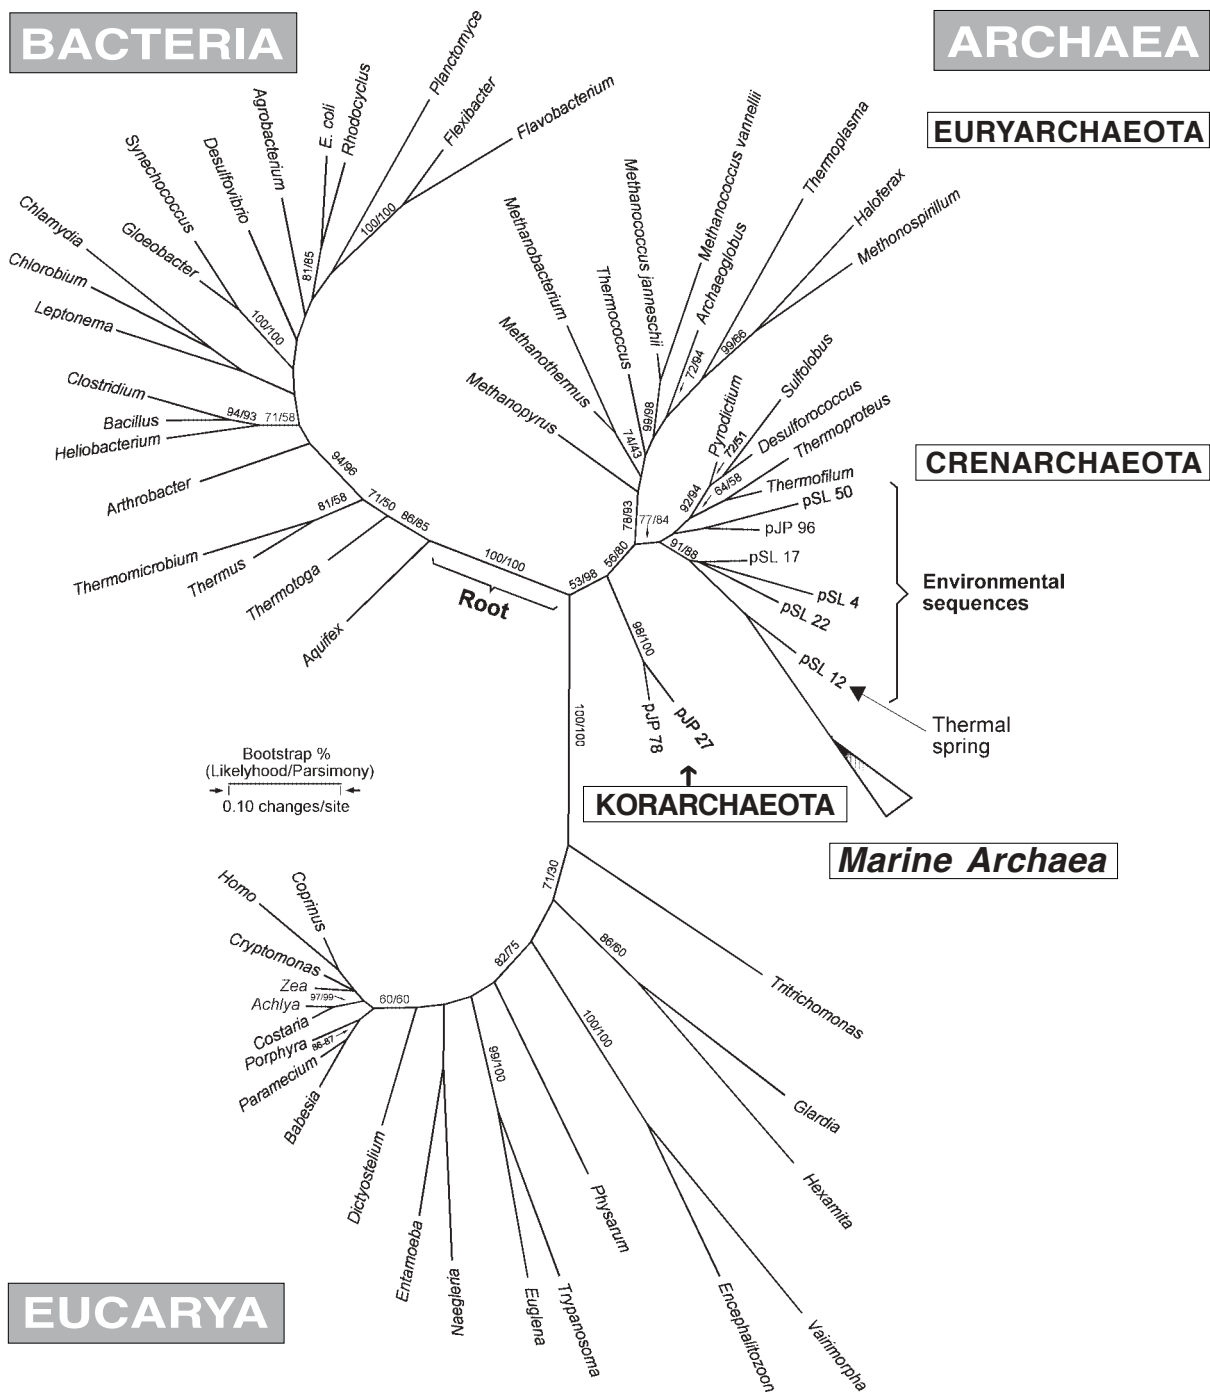 BACTERIA
ARCHAEA
EURYARCHAEOTA
Planctomyce
Flexibacter
Flavobacterium
Rhodocyclus
E. coli
Agrobacterium
Desulfovibrio
Synechococcus
Gloeobacter
Chlamydia
Chlorobium
Leptonema
Clostridium
Bacillus
Heliobacterium
Arthrobacter
Thermomicrobium
Thermus
Thermotoga
Aquifex
100/100
81/85
100/100
94/93
71/58
94/96
81/58
71/50
86/85
100/100
Root
Methanococcus vannellii
Thermoplasma
Haloferax
Methonospirillum
Methanococcus janneschii
Archaeoglobus
Methanobacterium
Thermococcus
Methanothermus
Methanopyrus
99/66
72/94
99/98
74/43
78/93
77/84
56/80
53/98
Sulfolobus
Pyrodictium
Desulforococcus
Thermoproteus
Thermofilum
72/51
64/58
92/94
91/88
CRENARCHAEOTA
pSL 50
pJP 96
pSL 17
pSL 4
pSL 22
pSL 12
Environmental
sequences
Thermal
spring
98/100
pJP 78
pJP 27
KORARCHAEOTA
Marine Archaea
100/100
Bootstrap %
(Likelyhood/Parsimony)
0.10 changes/site
71/30
86/60
82/75
100/100
99/100
60/60
97/99
86-87
Homo
Coprinus
Cryptomonas
Zea
Achlya
Costaria
Porphyra
Paramecium
Babesia
Dictyostelium
Entamoeba
Naegleria
Euglena
Trypanosoma
Physarum
Encephalitozoon
Vairimorpha
Hexamita
Glardia
Tritrichomonas
EUCARYA